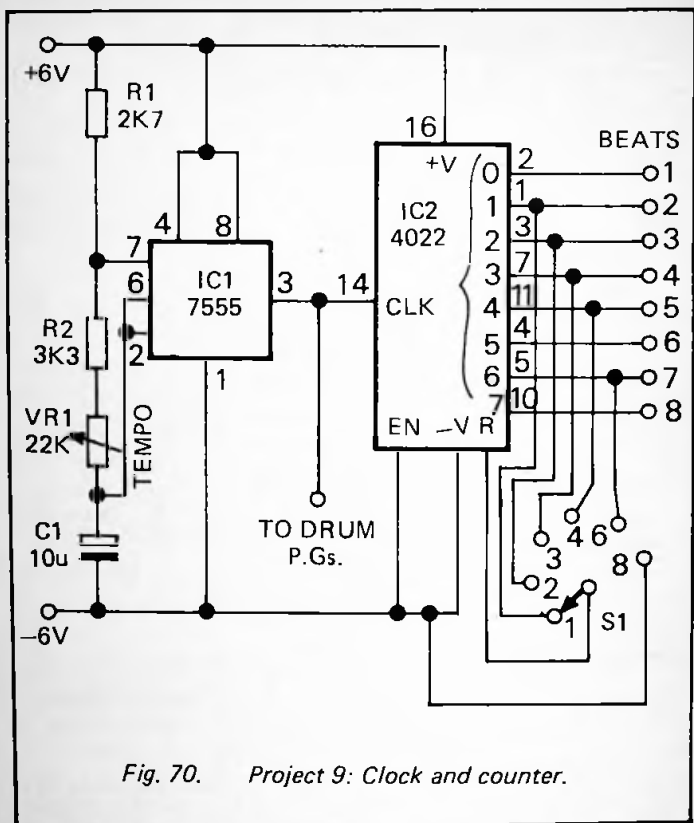 +6V
R1
2K7
16
BEATS
+V
0
2
1
IC2
4022
1
1
2
2
3
3
4
8
3
7
4
7
IC1
7555
3
14
CLK
4
11
5
6
5
4
6
R2
3K3
2
6
5
7
1
7
10
8
VR1
22K
TEMPO
EN
–V
R
C1
10u
TO DRUM
P.Gs.
4
6
3
8
2
–6V
1
S1
Fig. 70. Project 9: Clock and counter.